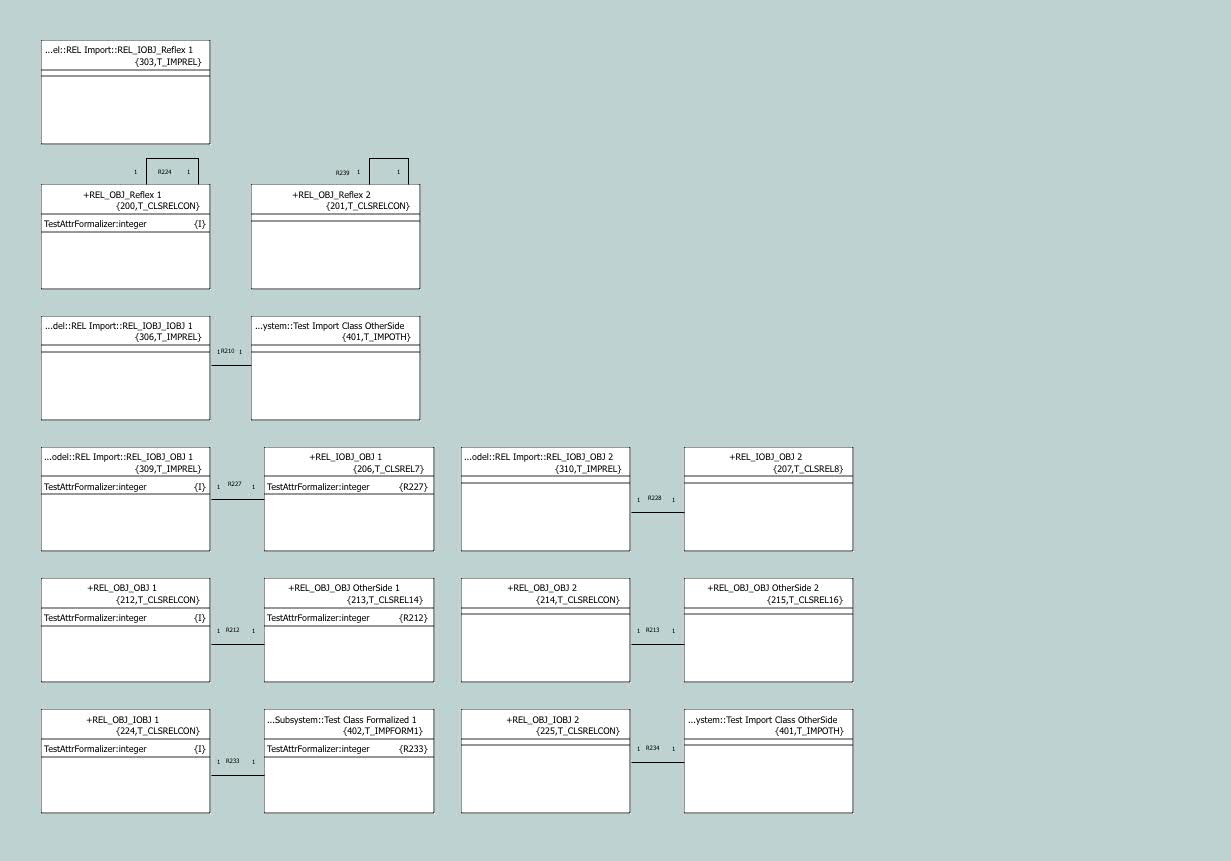 ...el::REL Import::REL_IOBJ_Reflex 1
{303,T_IMPREL}
1 R224 1
R239 1 1
+REL_OBJ_Reflex 1
{200,T_CLSRELCON}
TestAttrFormalizer:integer {I}
+REL_OBJ_Reflex 2
{201,T_CLSRELCON}
...del::REL Import::REL_IOBJ_IOBJ 1
{306,T_IMPREL}
1 R210 1
...ystem::Test Import Class OtherSide
{401,T_IMPOTH}
...odel::REL Import::REL_IOBJ_OBJ 1
{309,T_IMPREL}
TestAttrFormalizer:integer {I}
1 R227 1
+REL_IOBJ_OBJ 1
{206,T_CLSREL7}
TestAttrFormalizer:integer {R227}
...odel::REL Import::REL_IOBJ_OBJ 2
{310,T_IMPREL}
1 R228 1
+REL_IOBJ_OBJ 2
{207,T_CLSREL8}
+REL_OBJ_OBJ 1
{212,T_CLSRELCON}
TestAttrFormalizer:integer {I}
1 R212 1
+REL_OBJ_OBJ OtherSide 1
{213,T_CLSREL14}
TestAttrFormalizer:integer {R212}
+REL_OBJ_OBJ 2
{214,T_CLSRELCON}
1 R213 1
+REL_OBJ_OBJ OtherSide 2
{215,T_CLSREL16}
+REL_OBJ_IOBJ 1
{224,T_CLSRELCON}
TestAttrFormalizer:integer {I}
1 R233 1
...Subsystem::Test Class Formalized 1
{402,T_IMPFORM1}
TestAttrFormalizer:integer {R233}
+REL_OBJ_IOBJ 2
{225,T_CLSRELCON}
1 R234 1
...ystem::Test Import Class OtherSide
{401,T_IMPOTH}